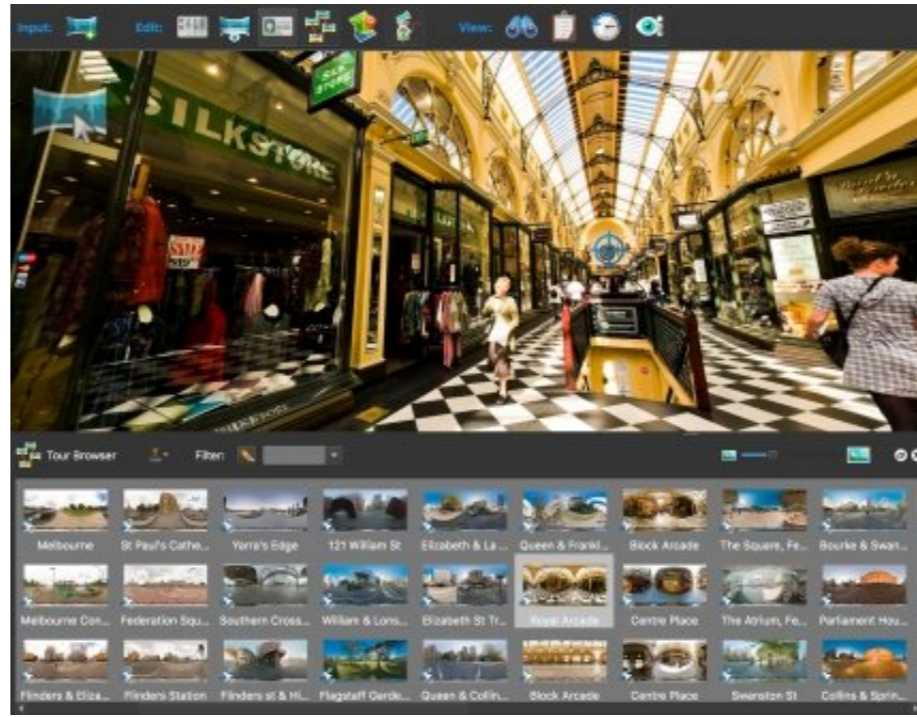 Input: Edit: View:
SILK
STORE
SILKSTORE
SALE
Tour Browser Filter:
Melbourne St Paul's Cathe... Yarra's Edge 121 William St Elizabeth & La ... Queen & Frankl... Block Arcade The Square, Fe... Bourke & Swan...
Melbourne Con... Federation Squ... Southern Cross... William & Lons... Elizabeth St Tr... Royal Arcade Centre Place The Atrium, Fe... Parliament Hou...
Flinders & Eliza... Flinders Station Flinders st & Hi... Flagstaff Garde... Queen & Collin... Block Arcade Centre Place Swanston St Collins & Sprin...